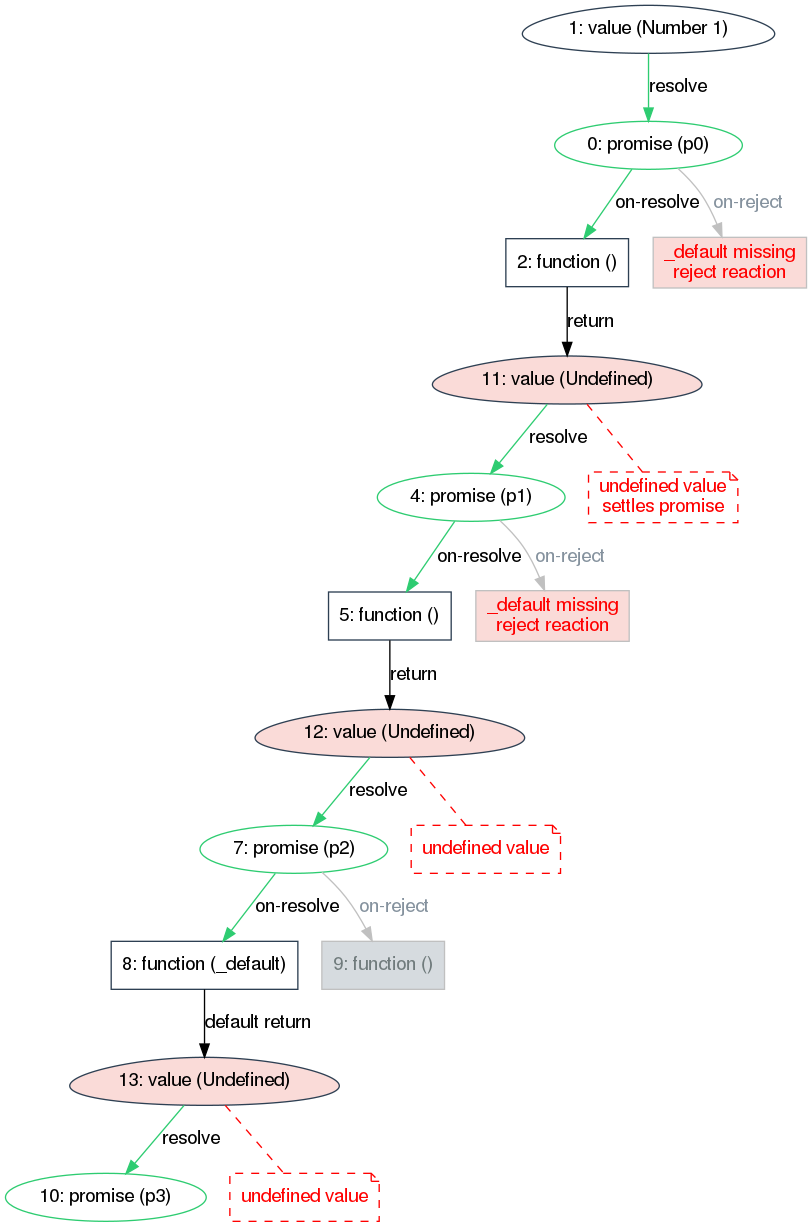 1: value (Number 1)
resolve
0: promise (p0)
on-resolve
on-reject
2: function ()
_default missing
reject reaction
return
11: value (Undefined)
resolve
4: promise (p1)
undefined value
settles promise
on-resolve
on-reject
5: function ()
_default missing
reject reaction
return
12: value (Undefined)
resolve
7: promise (p2)
undefined value
on-resolve
on-reject
8: function (_default)
9: function ()
default return
13: value (Undefined)
resolve
10: promise (p3)
undefined value